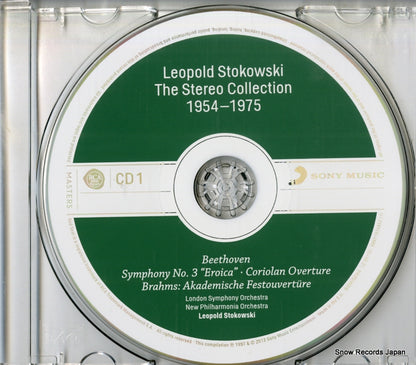 Leopold Stokowski
The Stereo Collection
1954–1975
MASTERS
CD 1
SONY MUSIC
Beethoven
Symphony No. 3 "Eroica" · Coriolan Overture
Brahms: Akademische Festouvertüre
London Symphony Orchestra
New Philharmonia Orchestra
Leopold Stokowski
Snow Records Japan